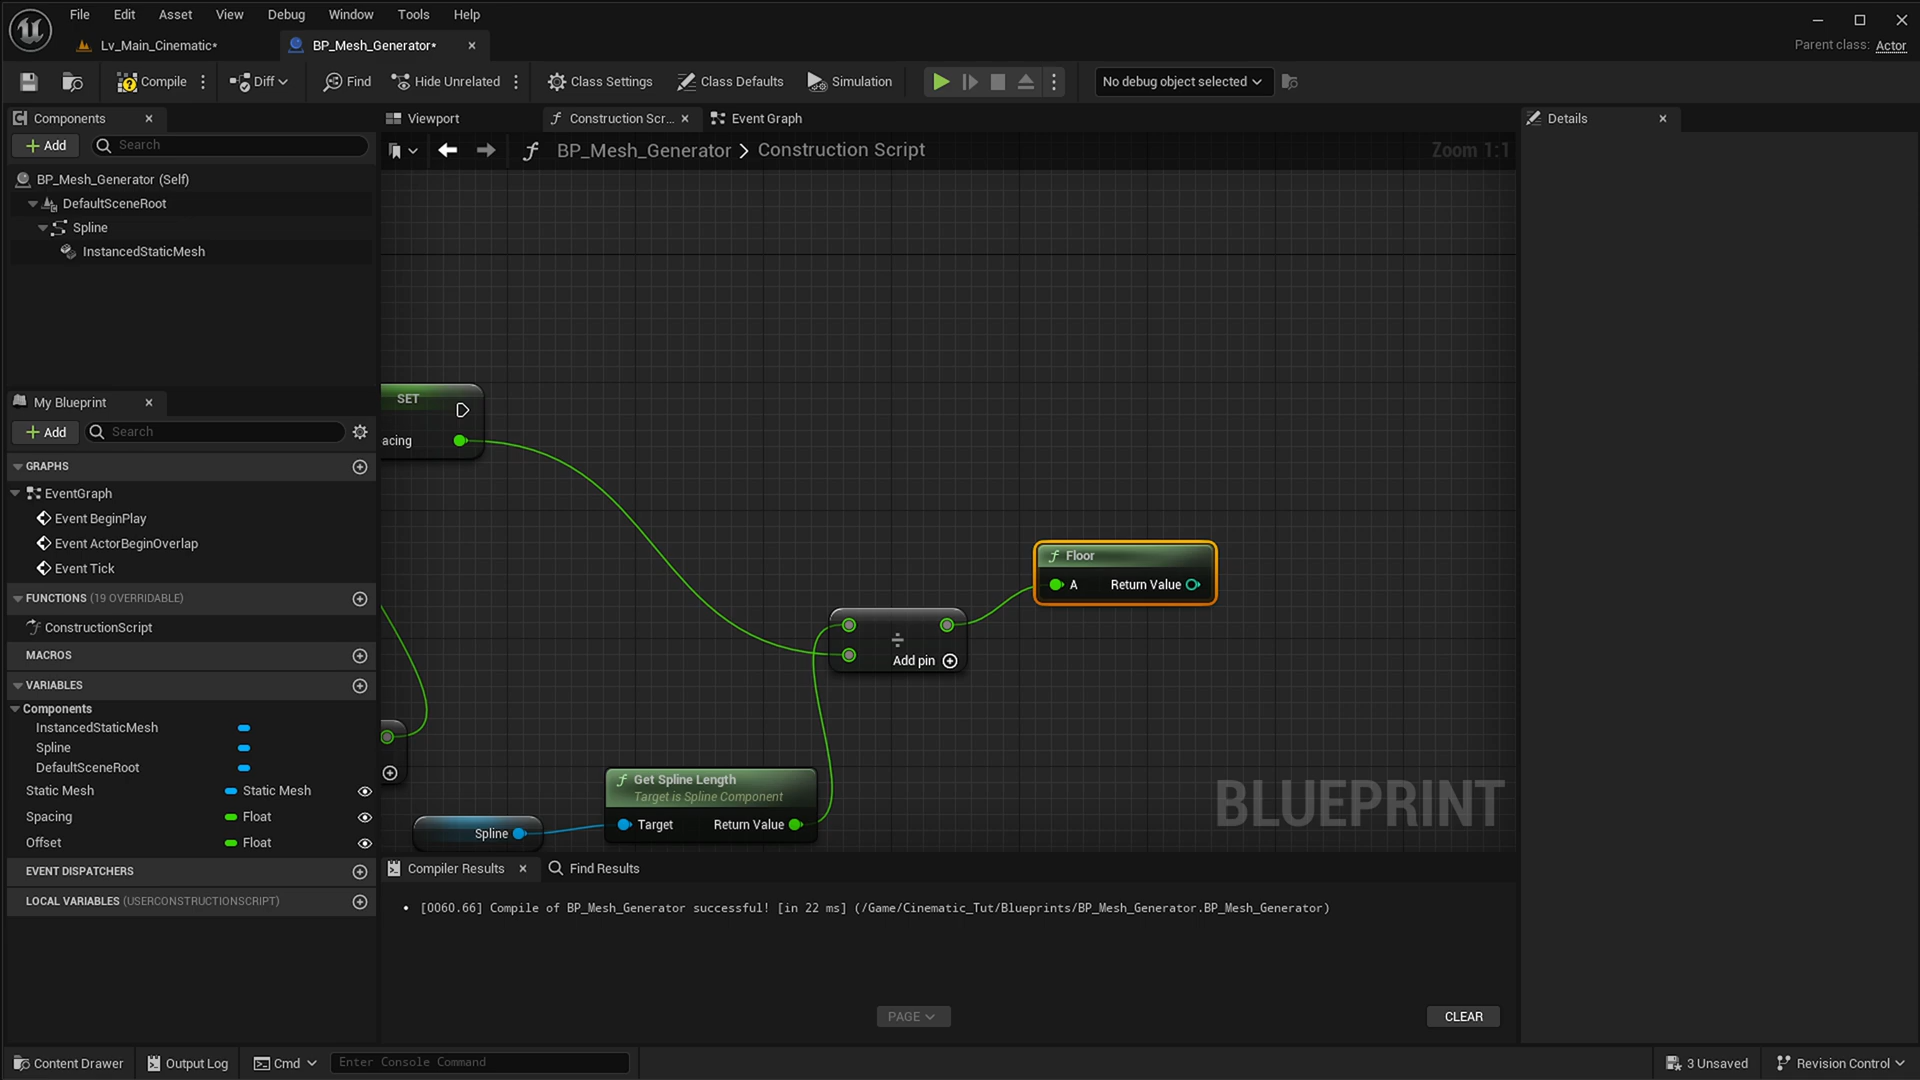 File Edit Asset View Debug Window Tools Help
Lv_Main_Cinematic*
BP_Mesh_Generator*
Parent class: Actor
Compile
Diff
Find
Hide Unrelated
Class Settings
Class Defaults
Simulation
No debug object selected
Components
Add
Search
BP_Mesh_Generator (Self)
DefaultSceneRoot
Spline
InstancedStaticMesh
My Blueprint
Add
Search
GRAPHS
EventGraph
Event BeginPlay
Event ActorBeginOverlap
Event Tick
FUNCTIONS (19 OVERRIDABLE)
ConstructionScript
MACROS
VARIABLES
Components
InstancedStaticMesh
Spline
DefaultSceneRoot
Static Mesh Static Mesh
Spacing Float
Offset Float
EVENT DISPATCHERS
LOCAL VARIABLES (USERCONSTRUCTIONSCRIPT)
Viewport
Construction Scr...
Event Graph
BP_Mesh_Generator > Construction Script
Zoom 1:1
SET
acing
Floor
A Return Value
÷
Add pin
Get Spline Length
Target is Spline Component
Target Return Value
Spline
BLUEPRINT
Compiler Results
Find Results
• [0060.66] Compile of BP_Mesh_Generator successful! [in 22 ms] (/Game/Cinematic_Tut/Blueprints/BP_Mesh_Generator.BP_Mesh_Generator)
PAGE
CLEAR
Details
Content Drawer
Output Log
Cmd
Enter Console Command
3 Unsaved
Revision Control